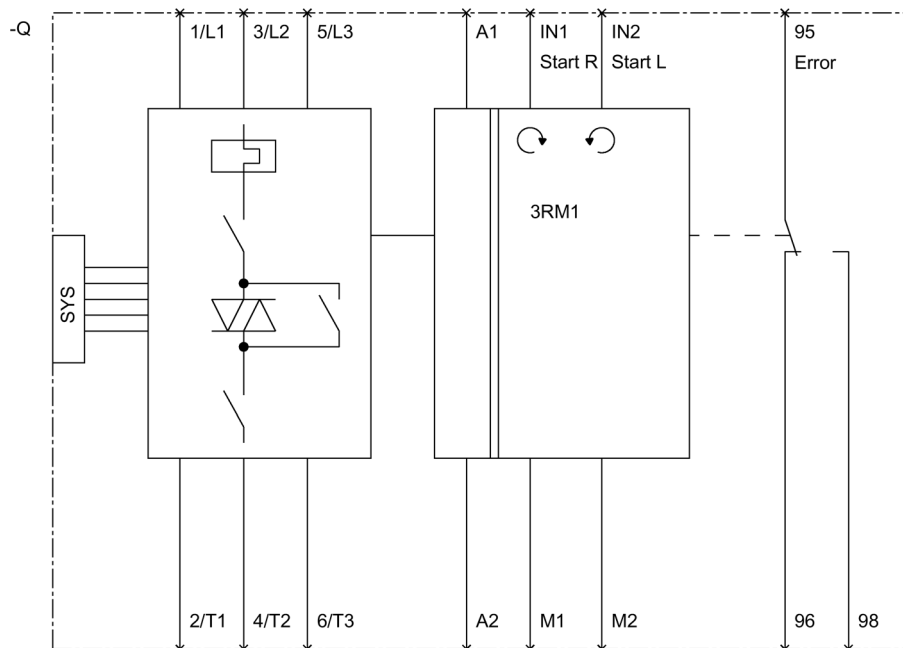 -Q
1/L1 3/L2 5/L3 A1 IN1 IN2 95
Start R Start L Error
3RM1
SYS
2/T1 4/T2 6/T3 A2 M1 M2 96 98